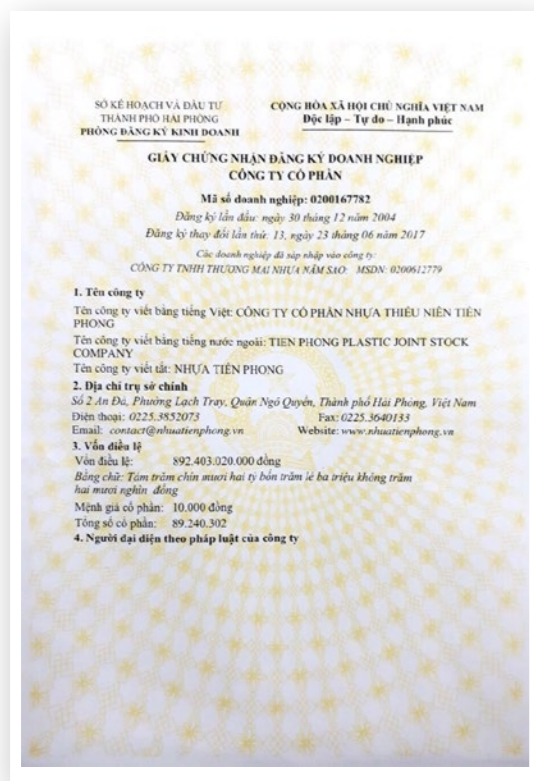 SỞ KẾ HOẠCH VÀ ĐẦU TƯ
THÀNH PHỐ HẢI PHÒNG
PHÒNG ĐĂNG KÝ KINH DOANH
CỘNG HÒA XÃ HỘI CHỦ NGHĨA VIỆT NAM
Độc lập – Tự do – Hạnh phúc
GIẤY CHỨNG NHẬN ĐĂNG KÝ DOANH NGHIỆP
CÔNG TY CỔ PHẦN
Mã số doanh nghiệp: 0200167782
Đăng ký lần đầu: ngày 30 tháng 12 năm 2004
Đăng ký thay đổi lần thứ: 13, ngày 23 tháng 06 năm 2017
Các doanh nghiệp đã sáp nhập vào công ty:
CÔNG TY TNHH THƯƠNG MẠI NHỰA NĂM SAO: MSDN: 0200612779
1. Tên công ty
Tên công ty viết bằng tiếng Việt: CÔNG TY CỔ PHẦN NHỰA THIẾU NIÊN TIỀN
PHONG
Tên công ty viết bằng tiếng nước ngoài: TIEN PHONG PLASTIC JOINT STOCK
COMPANY
Tên công ty viết tắt: NHỰA TIỀN PHONG
2. Địa chỉ trụ sở chính
Số 2 An Đà, Phường Lạch Tray, Quận Ngô Quyền, Thành phố Hải Phòng, Việt Nam
Điện thoại: 0225.3852073 Fax: 0225.3640133
Email: contact@nhuatienphong.vn Website: www.nhuatienphong.vn
3. Vốn điều lệ
Vốn điều lệ: 892.403.020.000 đồng
Bằng chữ: Tám trăm chín mươi hai tỷ bốn trăm lẻ ba triệu không trăm
hai mươi nghìn đồng
Mệnh giá cổ phần: 10.000 đồng
Tổng số cổ phần: 89.240.302
4. Người đại diện theo pháp luật của công ty